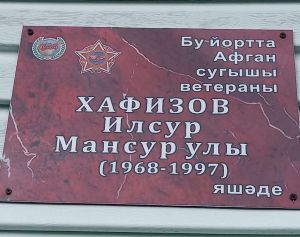 Бу йортта
Афган
сугышы
ветераны
ХАФИЗОВ
Илсур
Мансур улы
(1968-1997)
яшәде